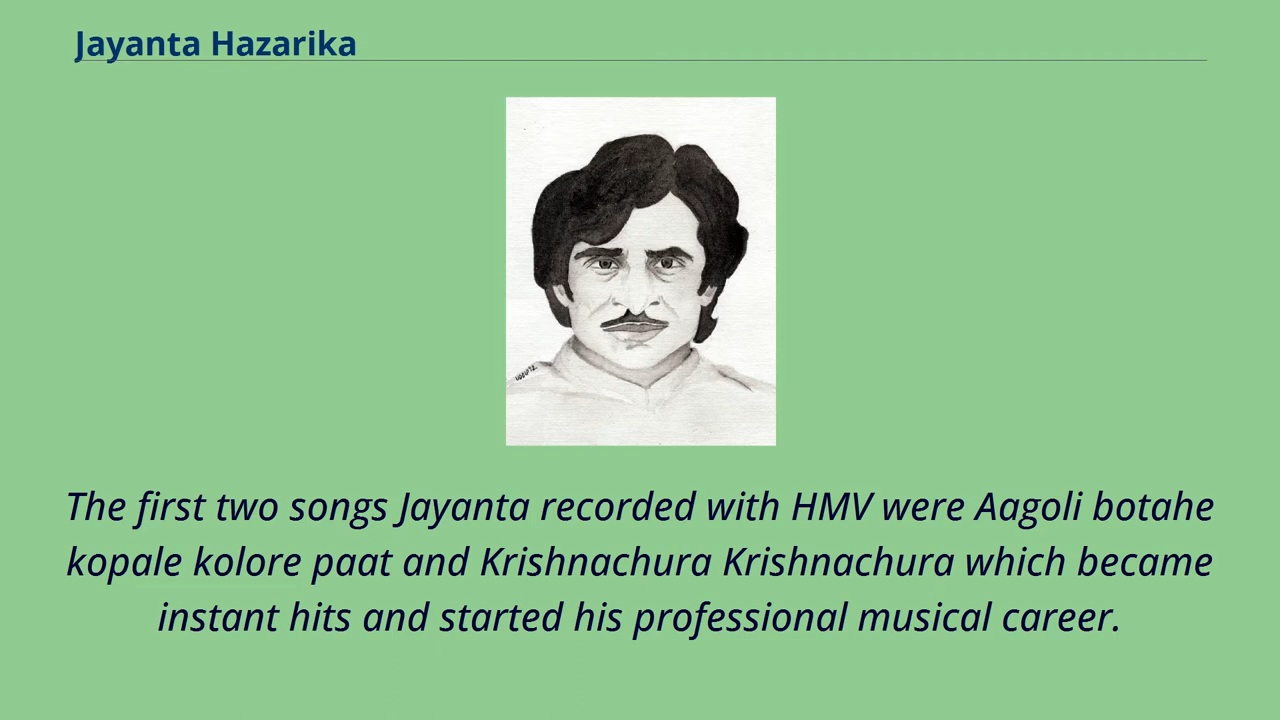 Jayanta Hazarika
The first two songs Jayanta recorded with HMV were Aagoli botahe
kopale kolore paat and Krishnachura Krishnachura which became
instant hits and started his professional musical career.